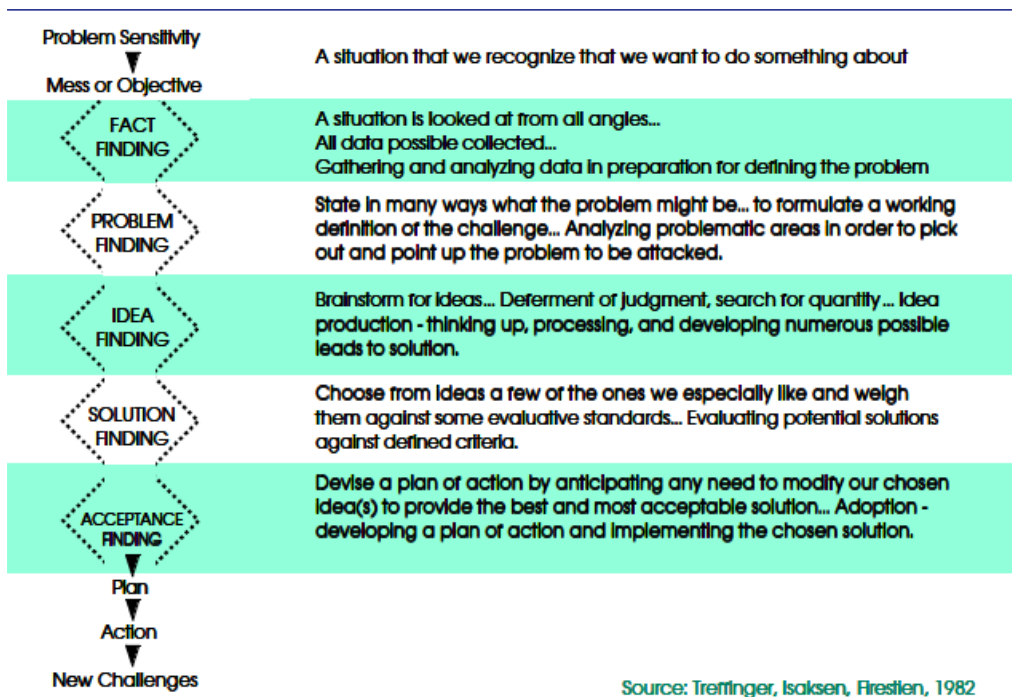 Problem Sensitivity
A situation that we recognize that we want to do something about
Mess or Objective
FACT
FINDING
A situation is looked at from all angles...
All data possible collected...
Gathering and analyzing data in preparation for defining the problem
PROBLEM
FINDING
State in many ways what the problem might be... to formulate a working
definition of the challenge... Analyzing problematic areas in order to pick
out and point up the problem to be attacked.
IDEA
FINDING
Brainstorm for ideas... Deferment of judgment, search for quantity... Idea
production - thinking up, processing, and developing numerous possible
leads to solution.
SOLUTION
FINDING
Choose from ideas a few of the ones we especially like and weigh
them against some evaluative standards... Evaluating potential solutions
against defined criteria.
ACCEPTANCE
FINDING
Devise a plan of action by anticipating any need to modify our chosen
idea(s) to provide the best and most acceptable solution... Adoption -
developing a plan of action and implementing the chosen solution.
Plan
Action
New Challenges
Source: Treffinger, Isaksen, Firestien, 1982